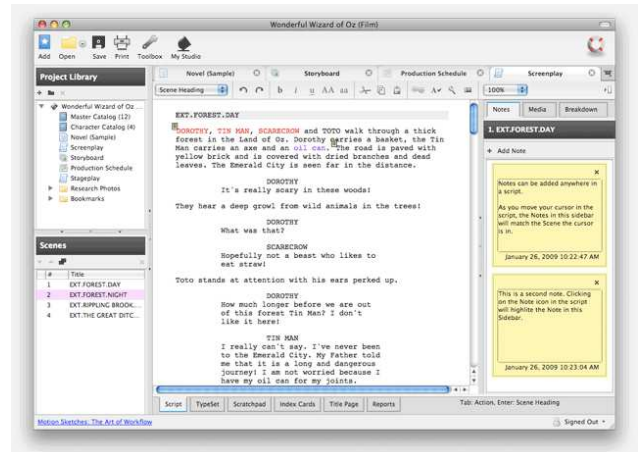 Wonderful Wizard of Oz (Film)
Add Open Save Print Toolbox My Studio
Project Library
Novel (Sample) Storyboard Production Schedule Screenplay
Scene Heading b i u AA aa 100%
Wonderful Wizard of Oz ...
Master Catalog (12)
Character Catalog (4)
Novel (Sample)
Screenplay
Storyboard
Production Schedule
Stageplay
Research Photos
Bookmarks
Scenes
# Title
1 EXT.FOREST.DAY
2 EXT.FOREST.NIGHT
3 EXT.RIPPLING BROOK...
4 EXT.THE GREAT DITC...
EXT.FOREST.DAY
DOROTHY, TIN MAN, SCARECROW and TOTO walk through a thick
forest in the Land of Oz. Dorothy carries a basket, the Tin
Man carries an axe and an oil can. The road is paved with
yellow brick and is covered with dried branches and dead
leaves. The Emerald City is seen far in the distance.
DOROTHY
It's really scary in these woods!
They hear a deep growl from wild animals in the trees!
DOROTHY
What was that?
SCARECROW
Hopefully not a beast who likes to
eat straw!
Toto stands at attention with his ears perked up.
DOROTHY
How much longer before we are out
of this forest Tin Man? I don't
like it here!
TIN MAN
I really can't say. I've never been
to the Emerald City. My Father told
me that it is a long and dangerous
journey! I am not worried because I
have my oil can for my joints.
Notes Media Breakdown
1. EXT.FOREST.DAY
+ Add Note
Notes can be added anywhere in
a script.
As you move your cursor in the
script, the Notes in this sidebar
will match the Scene the cursor
is in.
January 26, 2009 10:22:47 AM
This is a second note. Clicking
on the Note icon in the script
will highlite the Note in this
Sidebar.
January 26, 2009 10:23:04 AM
Script TypeSet Scratchpad Index Cards Title Page Reports
Tab: Action, Enter: Scene Heading
Motion Sketches: The Art of Workflow
Signed Out